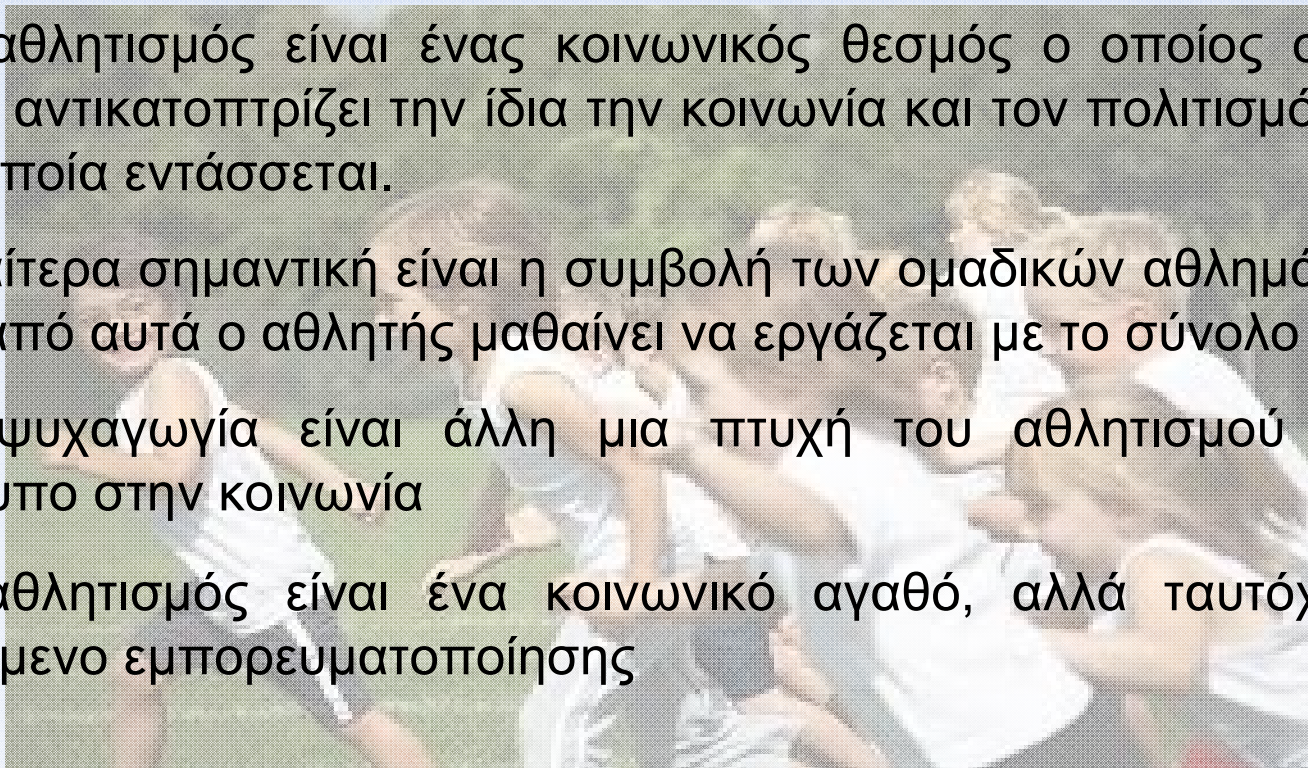 αθλητισμός είναι ένας κοινωνικός θεσμός ο οποίος
αντικατοπτρίζει την ίδια την κοινωνία και τον πολιτισμό
ποία εντάσσεται.
ίτερα σημαντική είναι η συμβολή των ομαδικών αθλημά
από αυτά ο αθλητής μαθαίνει να εργάζεται με το σύνολο
ψυχαγωγία είναι άλλη μια πτυχή του αθλητισμού
υπο στην κοινωνία
αθλητισμός είναι ένα κοινωνικό αγαθό, αλλά ταυτόχ
μενο εμπορευματοποίησης